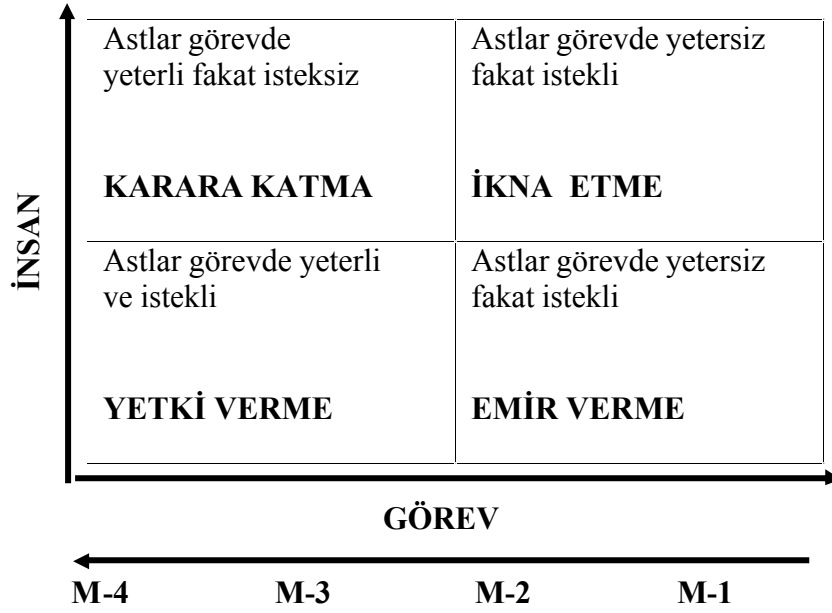 Astlar görevde
yeterli fakat isteksiz
KARARA KATMA
Astlar görevde yetersiz
fakat istekli
İKNA ETME
Astlar görevde yeterli
ve istekli
YETKİ VERME
Astlar görevde yetersiz
fakat istekli
EMİR VERME
İNSAN
GÖREV
M-4 M-3 M-2 M-1